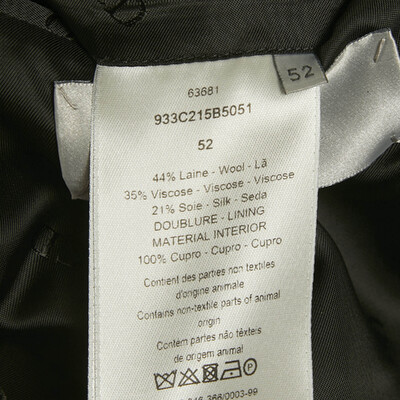 52
63681
933C215B5051
52
44% Laine - Wool - Lã
35% Viscose - Viscose - Viscose
21% Soie - Silk - Seda
DOUBLURE - LINING
MATERIAL INTERIOR
100% Cupro - Cupro - Cupro
Contient des parties non textiles
d'origine animale
Contains non-textile parts of animal
origin
Contém partes não têxteis
de origem animal
P